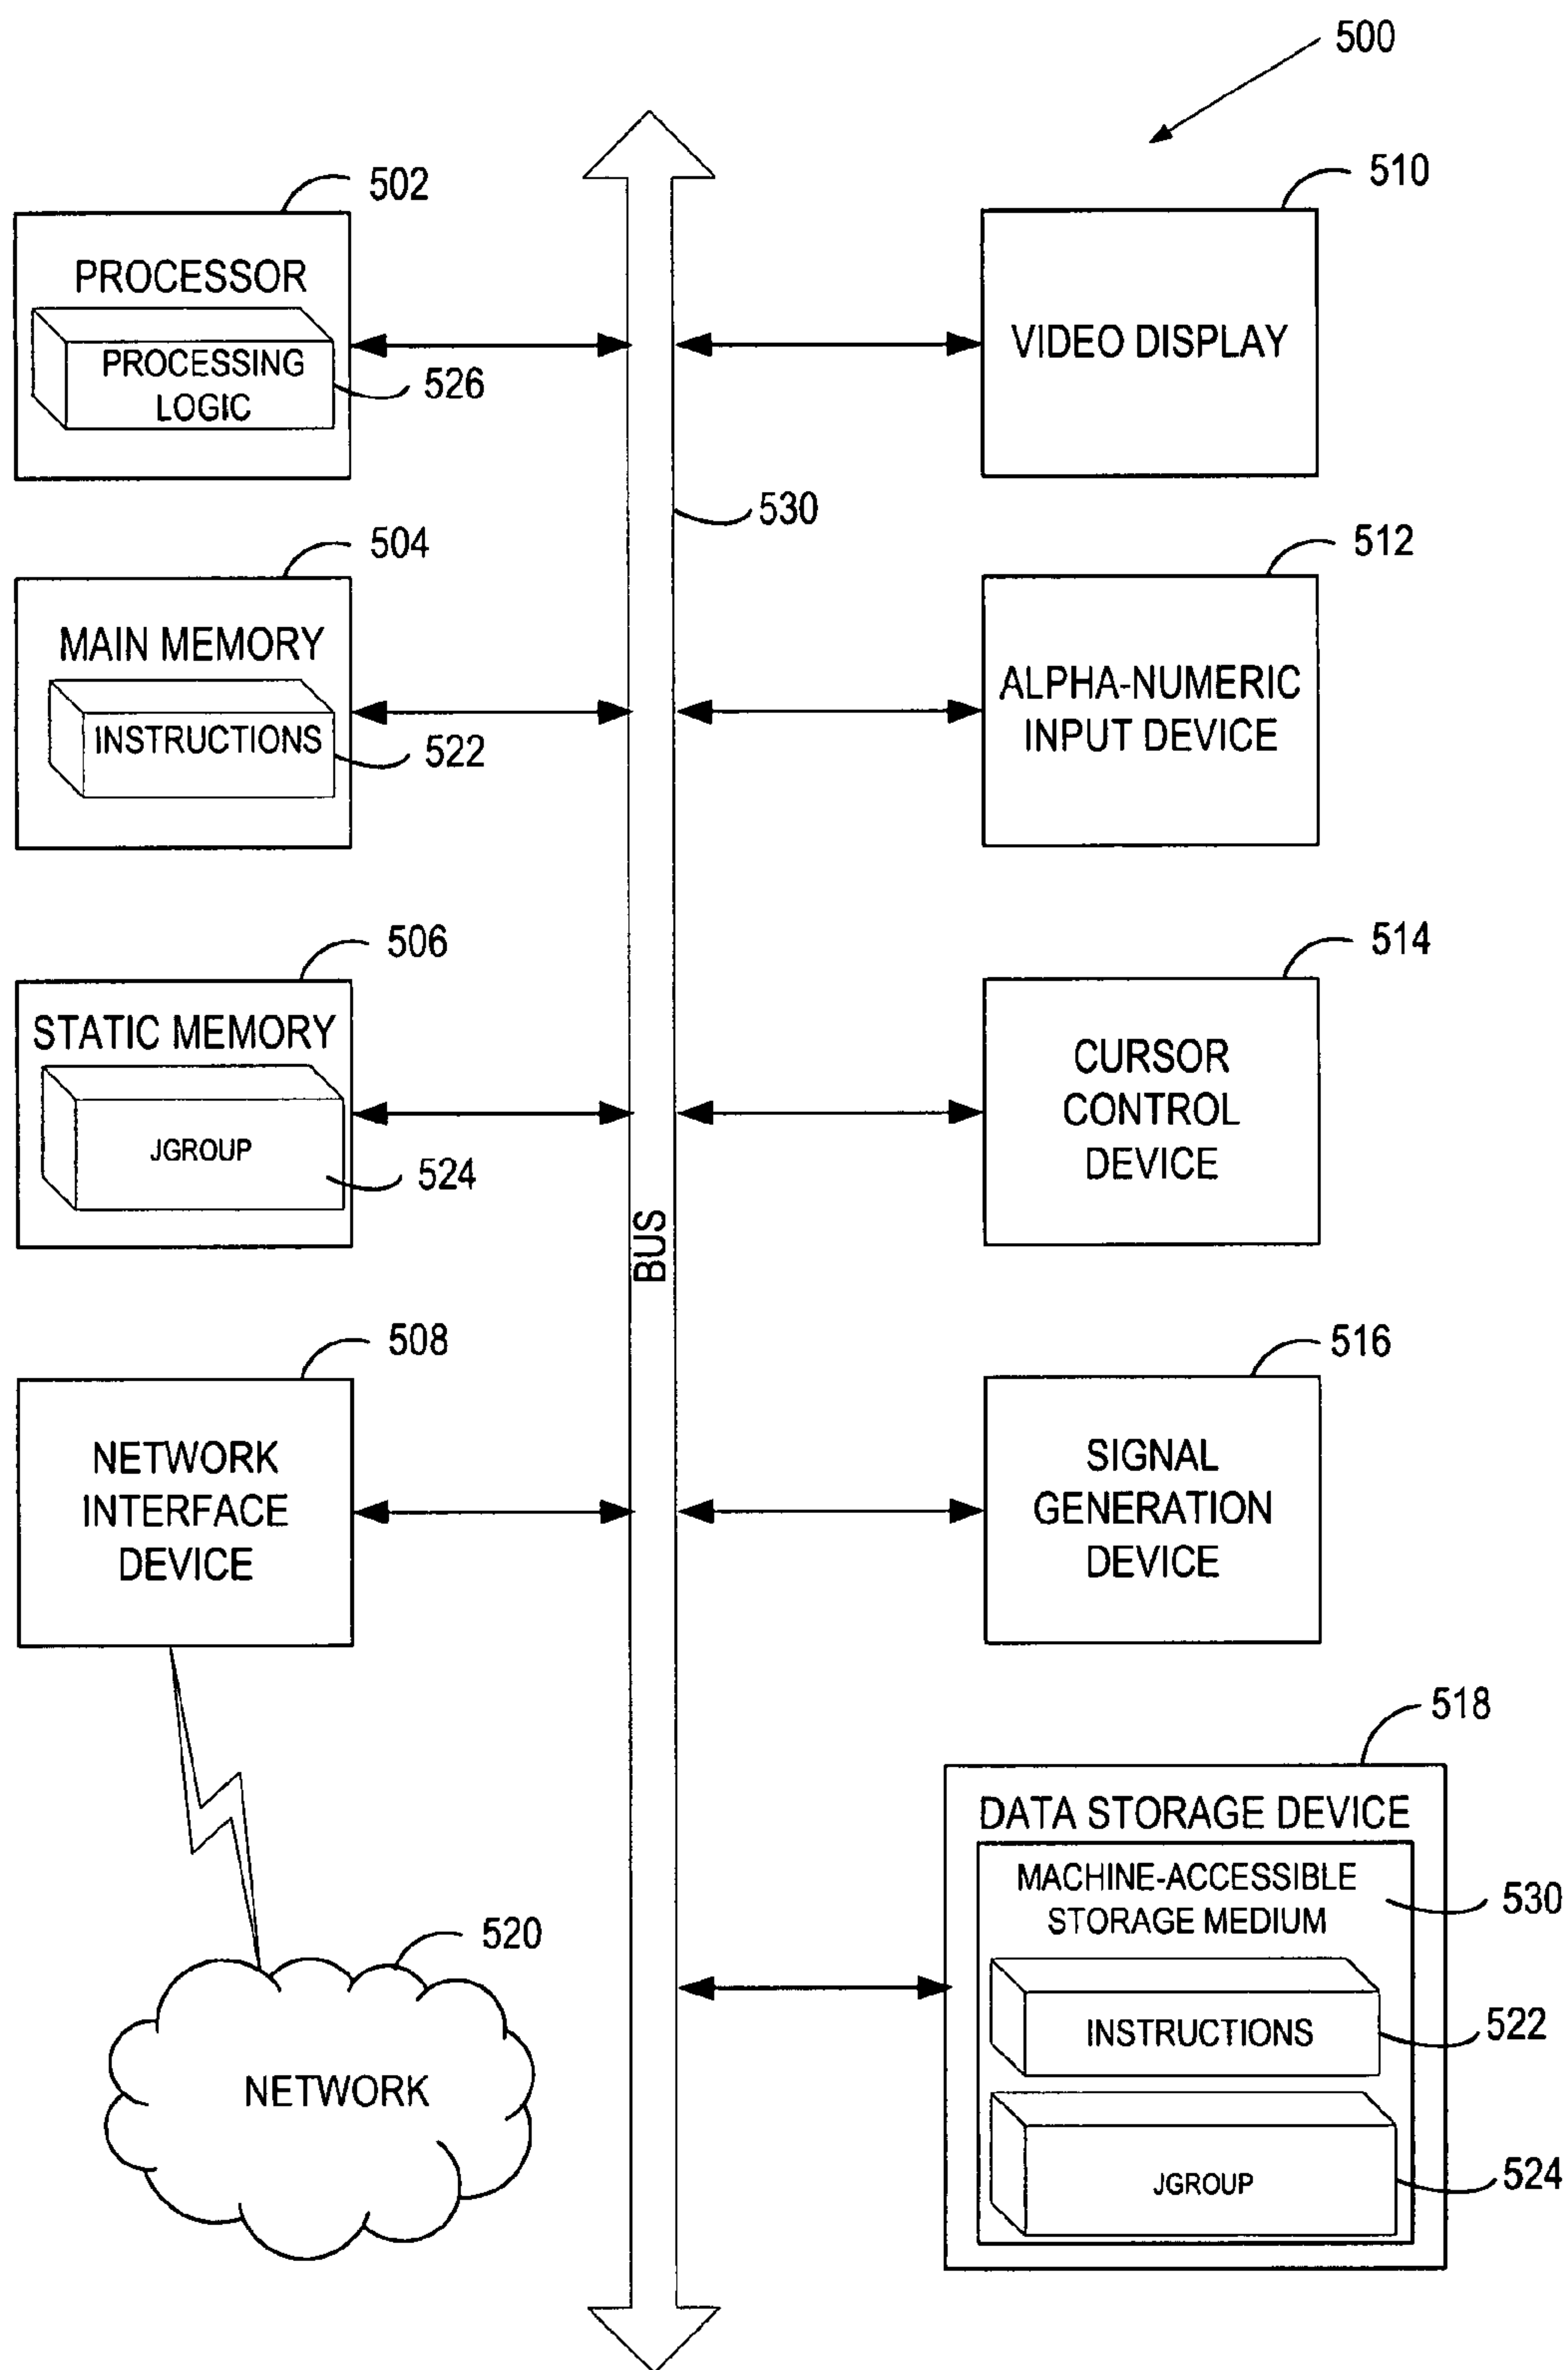 500
502
PROCESSOR
PROCESSING
LOGIC
526
510
VIDEO DISPLAY
530
504
MAIN MEMORY
INSTRUCTIONS
522
512
ALPHA-NUMERIC
INPUT DEVICE
506
STATIC MEMORY
JGROUP
524
514
CURSOR
CONTROL
DEVICE
BUS
508
NETWORK
INTERFACE
DEVICE
516
SIGNAL
GENERATION
DEVICE
520
NETWORK
518
DATA STORAGE DEVICE
MACHINE-ACCESSIBLE
STORAGE MEDIUM
530
INSTRUCTIONS
522
JGROUP
524